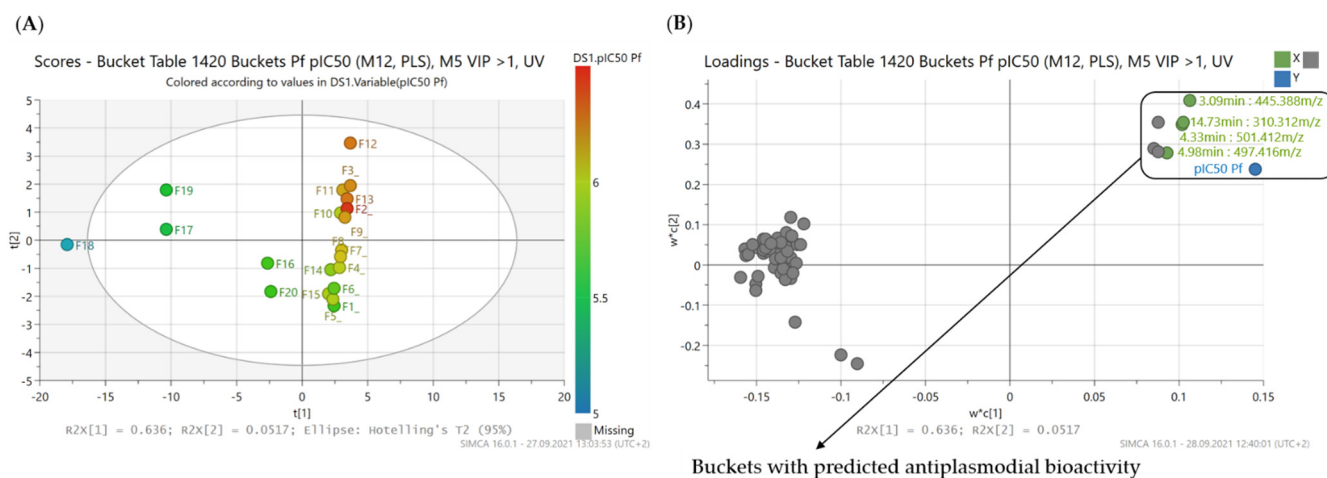 (A)
Scores - Bucket Table 1420 Buckets Pf pIC50 (M12, PLS), M5 VIP >1, UV
Colored according to values in DS1.Variable(pIC50 Pf)
DS1.pIC50 Pf)
5
4
3
2
1
0
-1
-2
-3
-4
-5
t[2]
F12
F3_
F11
F13
F10
F2_
F9_
F8_
F7_
F14
F4_
F6_
F15
F1_
F5_
F19
F17
F18
F16
F20
-20
-15
-10
-5
0
5
10
15
20
t[1]
6
5.5
5
Missing
R2X[1] = 0.636; R2X[2] = 0.0517; Ellipse: Hotelling's T2 (95%)
SIMCA 16.0.1 - 27.09.2021 13:03:53 (UTC+2)
(B)
Loadings - Bucket Table 1420 Buckets Pf pIC50 (M12, PLS), M5 VIP >1, UV
X
Y
0.4
0.3
0.2
0.1
0
-0.1
-0.2
w*c[2]
3.09min : 445.388m/z
14.73min : 310.312m/z
4.33min : 501.412m/z
4.98min : 497.416m/z
pIC50 Pf
-0.15
-0.1
-0.05
0
0.05
0.1
0.15
w*c[1]
R2X[1] = 0.636; R2X[2] = 0.0517
SIMCA 16.0.1 - 28.09.2021 12:40:01 (UTC+2)
Buckets with predicted antiplasmodial bioactivity